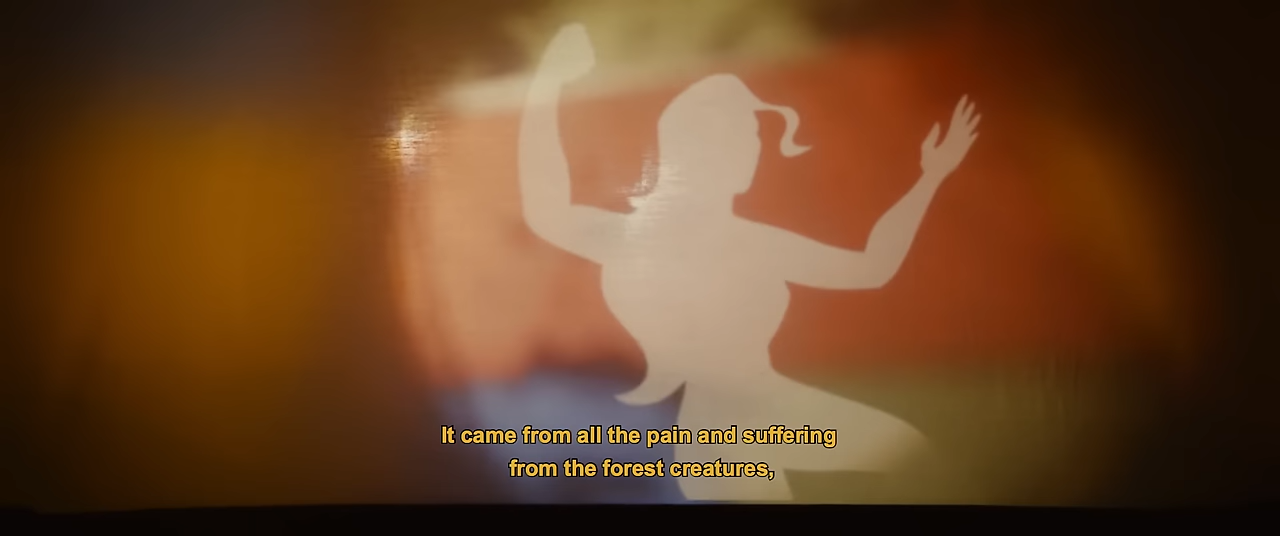 It came from all the pain and suffering
from the forest creatures,